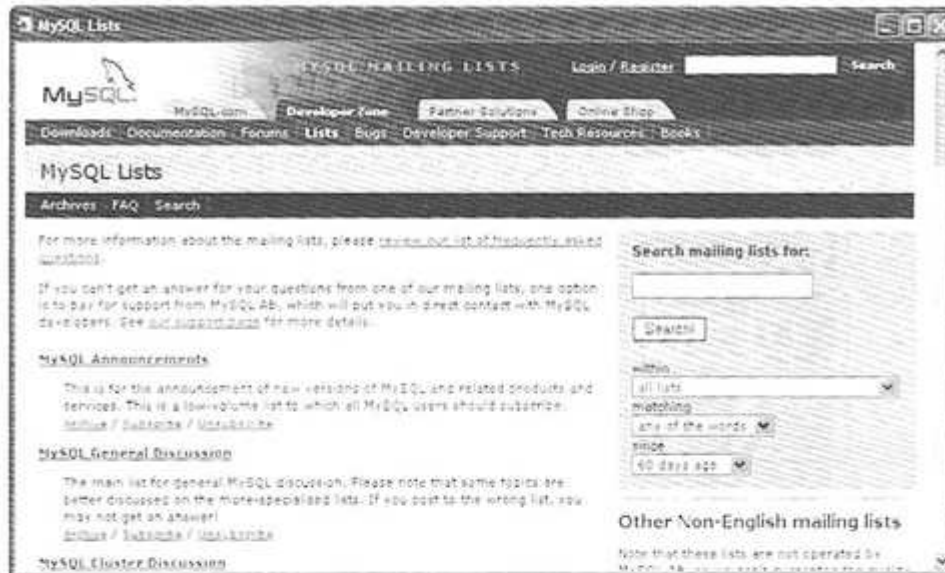 MySQL Lists
MYSQL MAILING LISTS
Login / Register
Search
MySQL
MySQL.com
Developer Zone
Partner Solutions
Online Shop
Downloads Documentation Forums Lists Bugs Developer Support Tech Resources Books
MySQL Lists
Archives FAQ Search
For more information about the mailing lists, please review our list of frequently asked
questions.
If you can't get an answer for your questions from one of our mailing lists, one option
is to pay for support from MySQL AB, which will put you in direct contact with MySQL
developers. See our support page for more details.
MySQL Announcements
This is for the announcement of new versions of MySQL and related products and
services. This is a low-volume list to which all MySQL users should subscribe.
Archive / Subscribe / Unsubscribe
MySQL General Discussion
The main list for general MySQL discussion. Please note that some topics are
better discussed on the more-specialized lists. If you post to the wrong list, you
may not get an answer!
Archive / Subscribe / Unsubscribe
MySQL Cluster Discussion
Search mailing lists for:
Search!
within
all lists
matching
any of the words
since
60 days ago
Other Non-English mailing lists
Note that these lists are not operated by